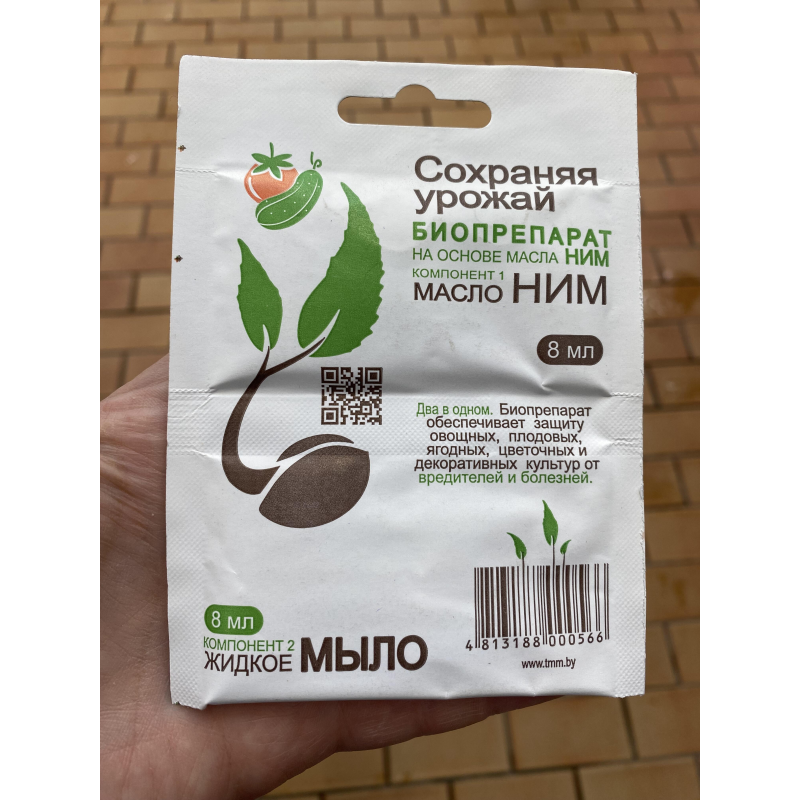 Сохраняя
урожай
БИОПРЕПАРАТ
НА ОСНОВЕ МАСЛА НИМ
КОМПОНЕНТ 1
МАСЛО НИМ
8 мл
Два в одном. Биопрепарат
обеспечивает защиту
овощных, плодовых,
ягодных, цветочных и
декоративных культур от
вредителей и болезней.
8 мл
КОМПОНЕНТ 2
ЖИДКОЕ МЫЛО
4 813188 000566
www.tmm.by